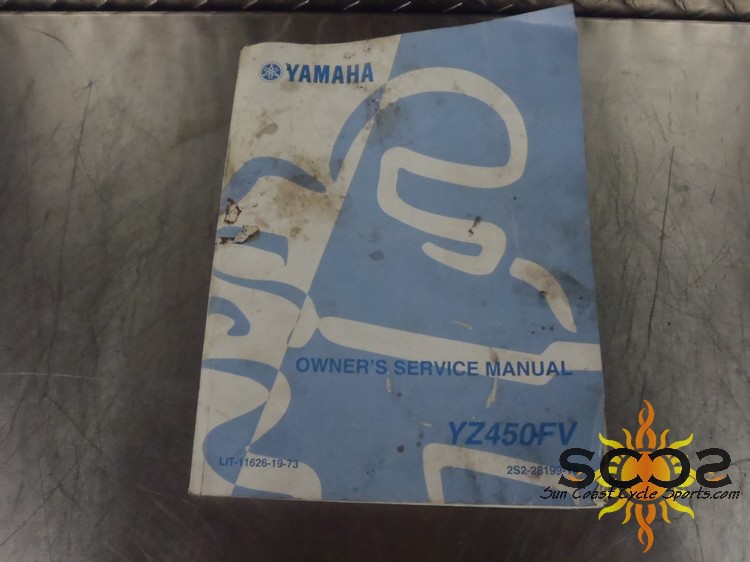 YAMAHA
OWNER'S SERVICE MANUAL
YZ450FV
LIT-11626-19-73
SCCS
Sun Coast Cycle Sports.com